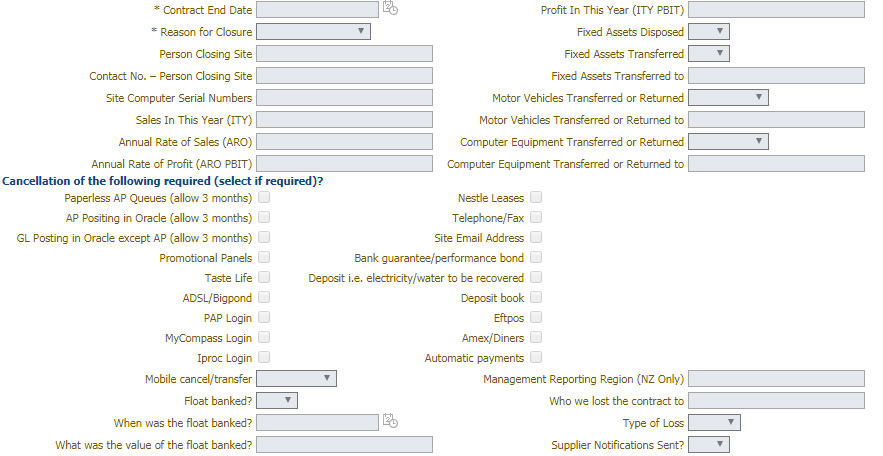 * Contract End Date
Profit In This Year (ITY PBIT)
* Reason for Closure
Fixed Assets Disposed
Person Closing Site
Fixed Assets Transferred
Contact No. – Person Closing Site
Fixed Assets Transferred to
Site Computer Serial Numbers
Motor Vehicles Transferred or Returned
Sales In This Year (ITY)
Motor Vehicles Transferred or Returned to
Annual Rate of Sales (ARO)
Computer Equipment Transferred or Returned
Annual Rate of Profit (ARO PBIT)
Computer Equipment Transferred or Returned to
Cancellation of the following required (select if required)?
Paperless AP Queues (allow 3 months)
Nestle Leases
AP Positing in Oracle (allow 3 months)
Telephone/Fax
GL Posting in Oracle except AP (allow 3 months)
Site Email Address
Promotional Panels
Bank guarantee/performance bond
Taste Life
Deposit i.e. electricity/water to be recovered
ADSL/Bigpond
Deposit book
PAP Login
Eftpos
MyCompass Login
Amex/Diners
Iproc Login
Automatic payments
Mobile cancel/transfer
Management Reporting Region (NZ Only)
Float banked?
Who we lost the contract to
When was the float banked?
Type of Loss
What was the value of the float banked?
Supplier Notifications Sent?